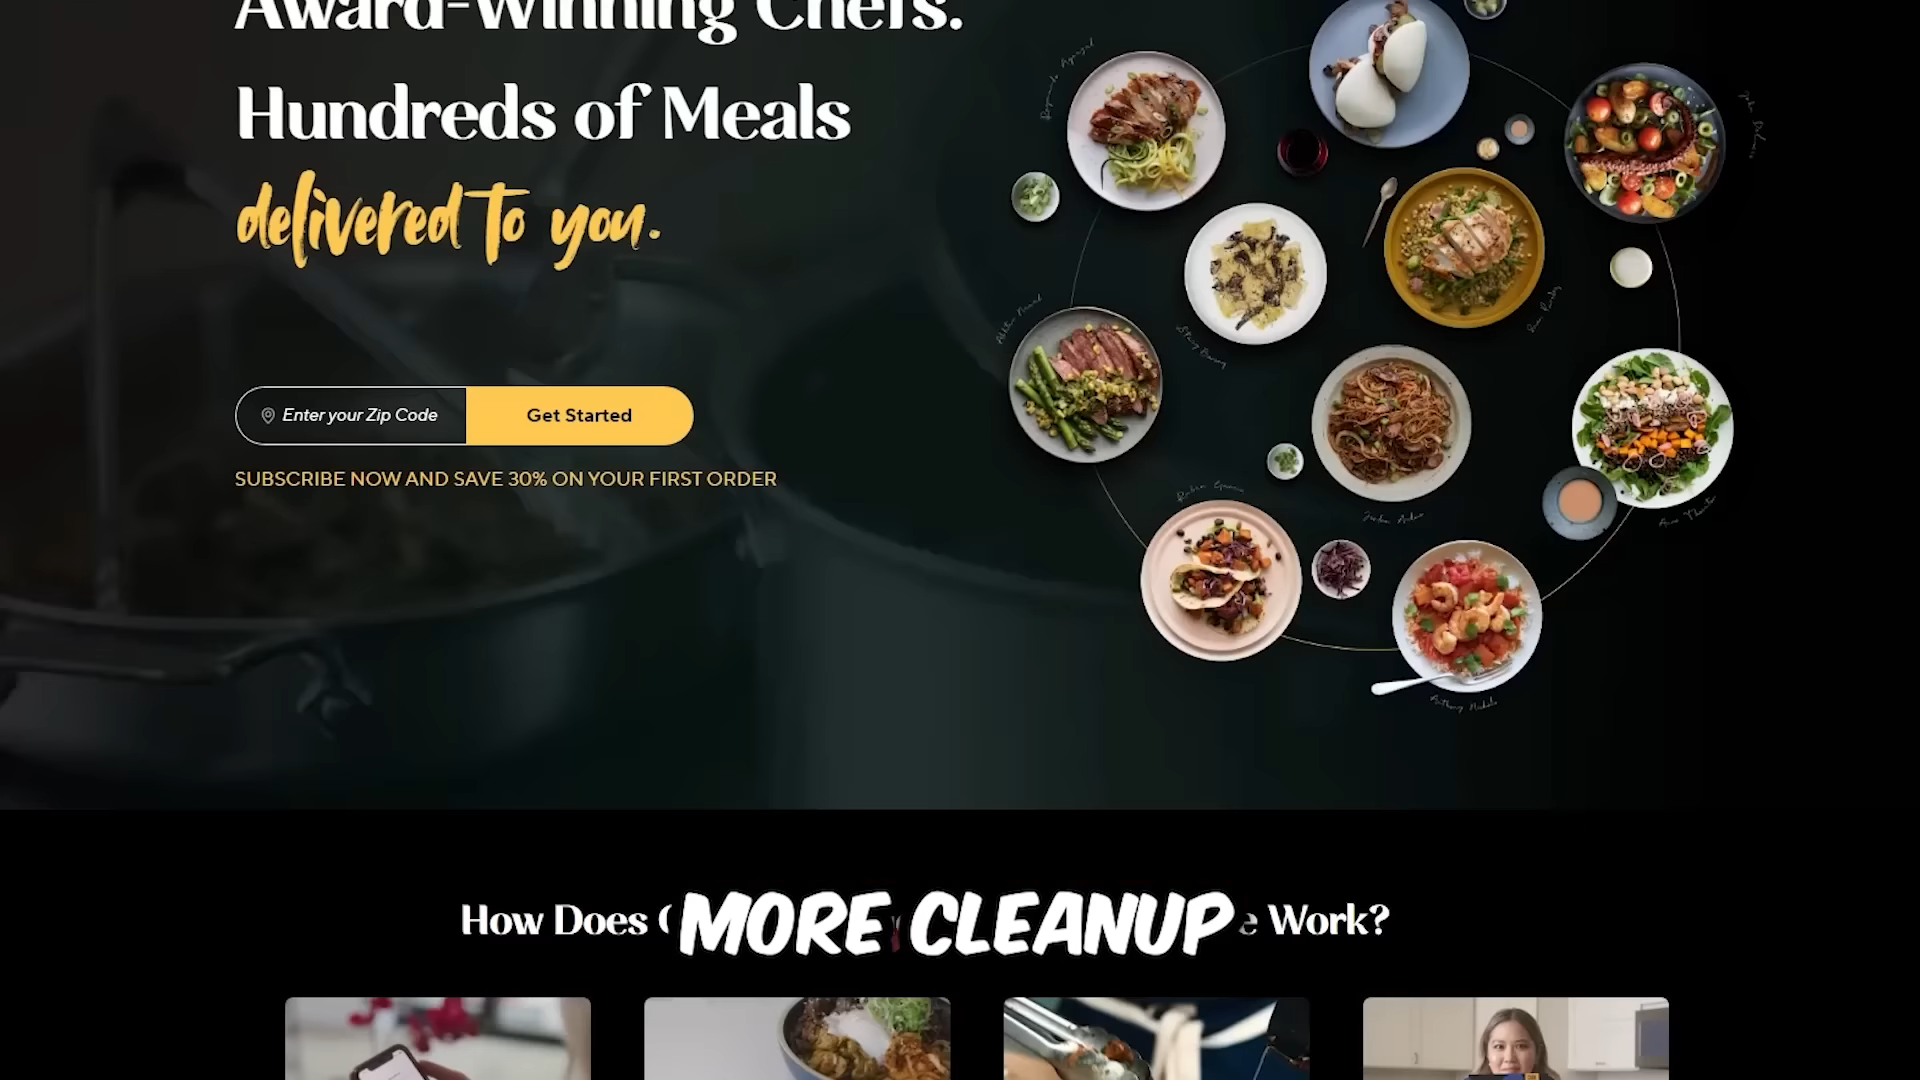 Award-Winning Chefs.
Hundreds of Meals
delivered to you.
Enter your Zip Code
Get Started
SUBSCRIBE NOW AND SAVE 30% ON YOUR FIRST ORDER
How Does
MORE CLEANUP
Work?